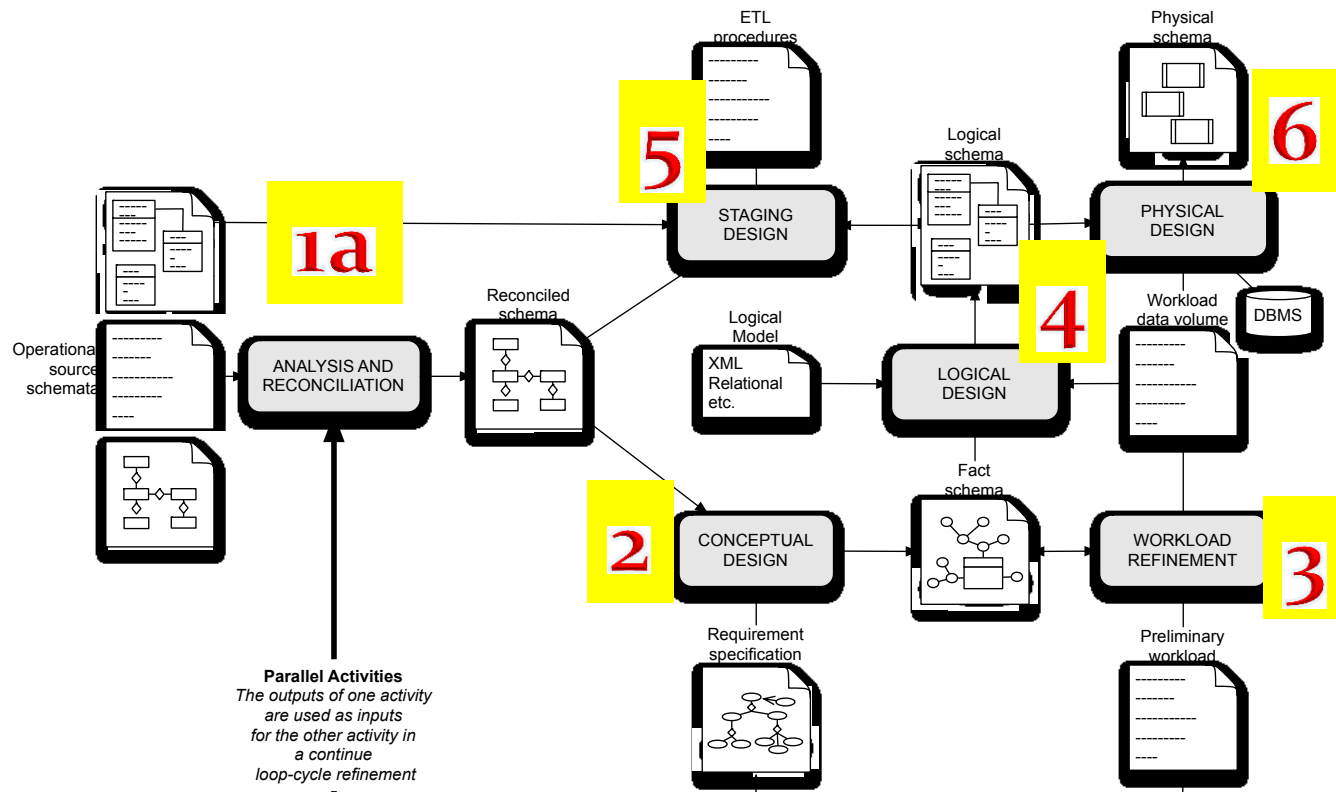 ETL
procedures
Physical
schema
5
6
Logical
schema
1a
STAGING
DESIGN
PHYSICAL
DESIGN
4
Reconciled
schema
Logical
Model
Workload
data volume
DBMS
Operational
source
schemata
ANALYSIS AND
RECONCILIATION
XML
Relational
etc.
LOGICAL
DESIGN
Fact
schema
2
CONCEPTUAL
DESIGN
WORKLOAD
REFINEMENT
3
Requirement
specification
Preliminary
workload
Parallel Activities
The outputs of one activity
are used as inputs
for the other activity in
a continue
loop-cycle refinement